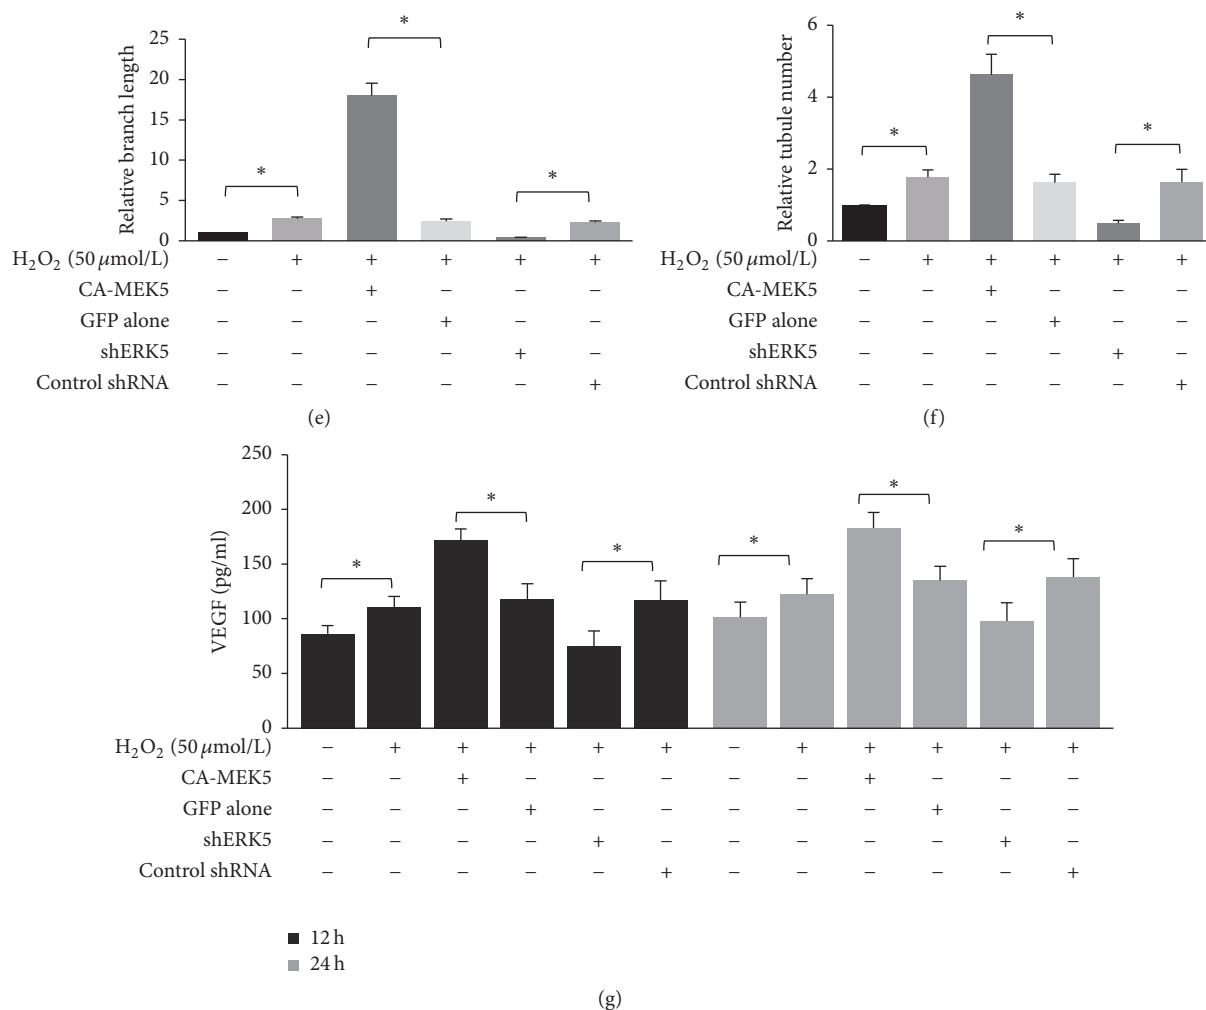 *
*
*
25
20
15
10
5
0
Relative branch length
H₂O₂ (50 μmol/L) − + + + + +
CA-MEK5 − − + − − −
GFP alone − − − + − −
shERK5 − − − − + −
Control shRNA − − − − − +
(e)
*
*
*
6
4
2
0
Relative tubule number
H₂O₂ (50 μmol/L) − + + + + +
CA-MEK5 − − + − − −
GFP alone − − − + − −
shERK5 − − − − + −
Control shRNA − − − − − +
(f)
250
200
150
100
50
0
VEGF (pg/ml)
* * * * * *
H₂O₂ (50 μmol/L) − + + + + + − + + + + +
CA-MEK5 − − + − − − − − + − − −
GFP alone − − − + − − − − − + − −
shERK5 − − − − + − − − − − + −
Control shRNA − − − − − + − − − − − +
12 h
24 h
(g)